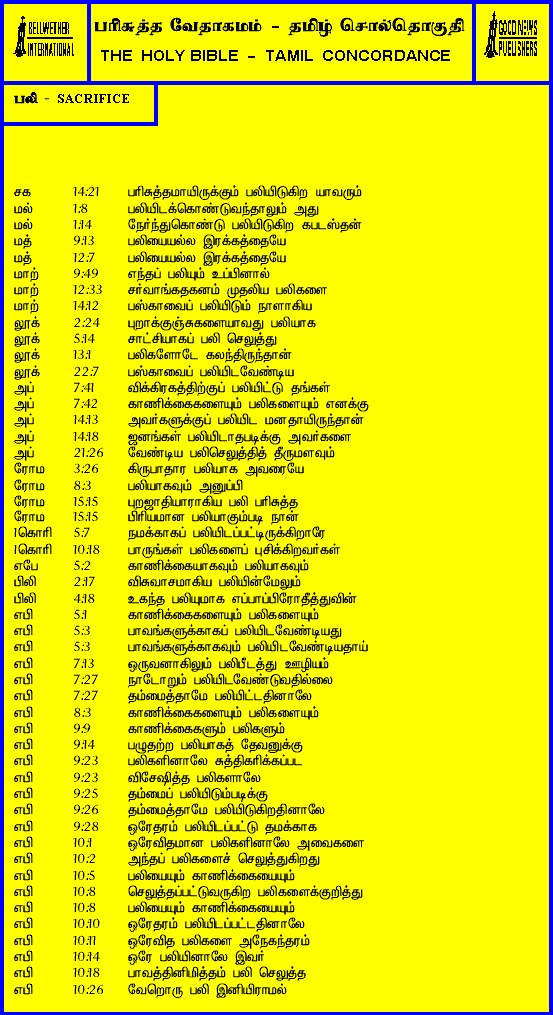 BELLWETHER
INTERNATIONAL
பரிசுத்த வேதாகமம் - தமிழ் சொல்தொகுதி
THE HOLY BIBLE - TAMIL CONCORDANCE
GOOD NEWS
PUBLISHERS
பலி - SACRIFICE
சக 14:21 பரிசுத்தமாயிருக்கும் பலியிடுகிற யாவரும்
மல் 1:8 பலியிடக்கொண்டுவந்தாலும் அது
மல் 1:14 நேர்ந்துகொண்டு பலியிடுகிற கபடஸ்தன்
மத் 9:13 பலியையல்ல இரக்கத்தையே
மத் 12:7 பலியையல்ல இரக்கத்தையே
மாற் 9:49 எந்தப் பலியும் உப்பினால்
மாற் 12:33 சர்வாங்கதகனம் முதலிய பலிகளை
மாற் 14:12 பஸ்காவைப் பலியிடும் நாளாகிய
லூக் 2:24 புறாக்குஞ்சுகளையாவது பலியாக
லூக் 5:14 சாட்சியாகப் பலி செலுத்து
லூக் 13:1 பலிகளோடே கலந்திருந்தான்
லூக் 22:7 பஸ்காவைப் பலியிடவேண்டிய
அப் 7:41 விக்கிரகத்திற்குப் பலியிட்டு தங்கள்
அப் 7:42 காணிக்கைகளையும் பலிகளையும் எனக்கு
அப் 14:13 அவர்களுக்குப் பலியிட மனதாயிருந்தான்
அப் 14:18 ஜனங்கள் பலியிடாதபடிக்கு அவர்களை
அப் 21:26 வேண்டிய பலிசெலுத்தித் தீருமளவும்
ரோம 3:26 கிருபாதார பலியாக அவரையே
ரோம 8:3 பலியாகவும் அனுப்பி
ரோம 15:15 புறஜாதியாராகிய பலி பரிசுத்த
ரோம 15:15 பிரியமான பலியாகும்படி நான்
1கொரி 5:7 நமக்காகப் பலியிடப்பட்டிருக்கிறாரே
1கொரி 10:18 பாருங்கள் பலிகளைப் புசிக்கிறவர்கள்
எபே 5:2 காணிக்கையாகவும் பலியாகவும்
பிலி 2:17 விசுவாசமாகிய பலியின்மேலும்
பிலி 4:18 உகந்த பலியுமாக எப்பாப்பிரோதீத்துவின்
எபி 5:1 காணிக்கைகளையும் பலிகளையும்
எபி 5:3 பாவங்களுக்காகப் பலியிடவேண்டியது
எபி 5:3 பாவங்களுக்காகவும் பலியிடவேண்டியதாய்
எபி 7:13 ஒருவனாகிலும் பலிபீடத்து ஊழியம்
எபி 7:27 நாடோறும் பலியிடவேண்டுவதில்லை
எபி 7:27 தம்மைத்தாமே பலியிட்டதினாலே
எபி 8:3 காணிக்கைகளையும் பலிகளையும்
எபி 9:9 காணிக்கைகளும் பலிகளும்
எபி 9:14 பழுதற்ற பலியாகத் தேவனுக்கு
எபி 9:23 பலிகளினாலே சுத்திகரிக்கப்பட
எபி 9:23 விசேஷித்த பலிகளாலே
எபி 9:25 தம்மைப் பலியிடும்படிக்கு
எபி 9:26 தம்மைத்தாமே பலியிடுகிறதினாலே
எபி 9:28 ஒரேதரம் பலியிடப்பட்டு தமக்காக
எபி 10:1 ஒரேவிதமான பலிகளினாலே அவைகளை
எபி 10:2 அந்தப் பலிகளைச் செலுத்துகிறது
எபி 10:5 பலியையும் காணிக்கையையும்
எபி 10:8 செலுத்தப்பட்டுவருகிற பலிகளைக்குறித்து
எபி 10:8 பலியையும் காணிக்கையையும்
எபி 10:10 ஒரேதரம் பலியிடப்பட்டதினாலே
எபி 10:11 ஒரேவித பலிகளை அநேகந்தரம்
எபி 10:14 ஒரே பலியினாலே இவர்
எபி 10:18 பாவத்தினிமித்தம் பலி செலுத்த
எபி 10:26 வேறொரு பலி இனியிராமல்